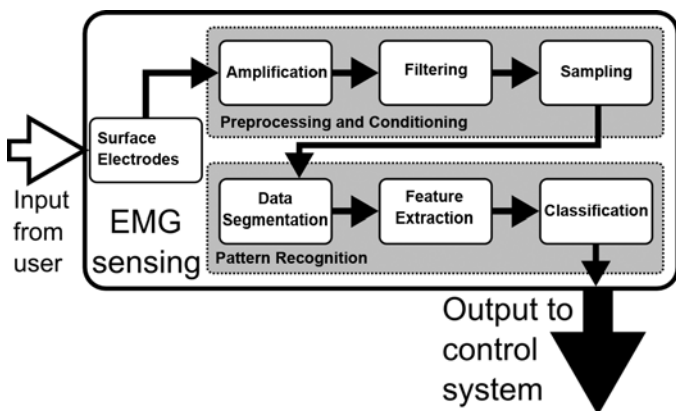 Amplification
Filtering
Sampling
Preprocessing and Conditioning
Surface
Electrodes
Input
from
user
EMG
sensing
Data
Segmentation
Feature
Extraction
Classification
Pattern Recognition
Output to
control
system